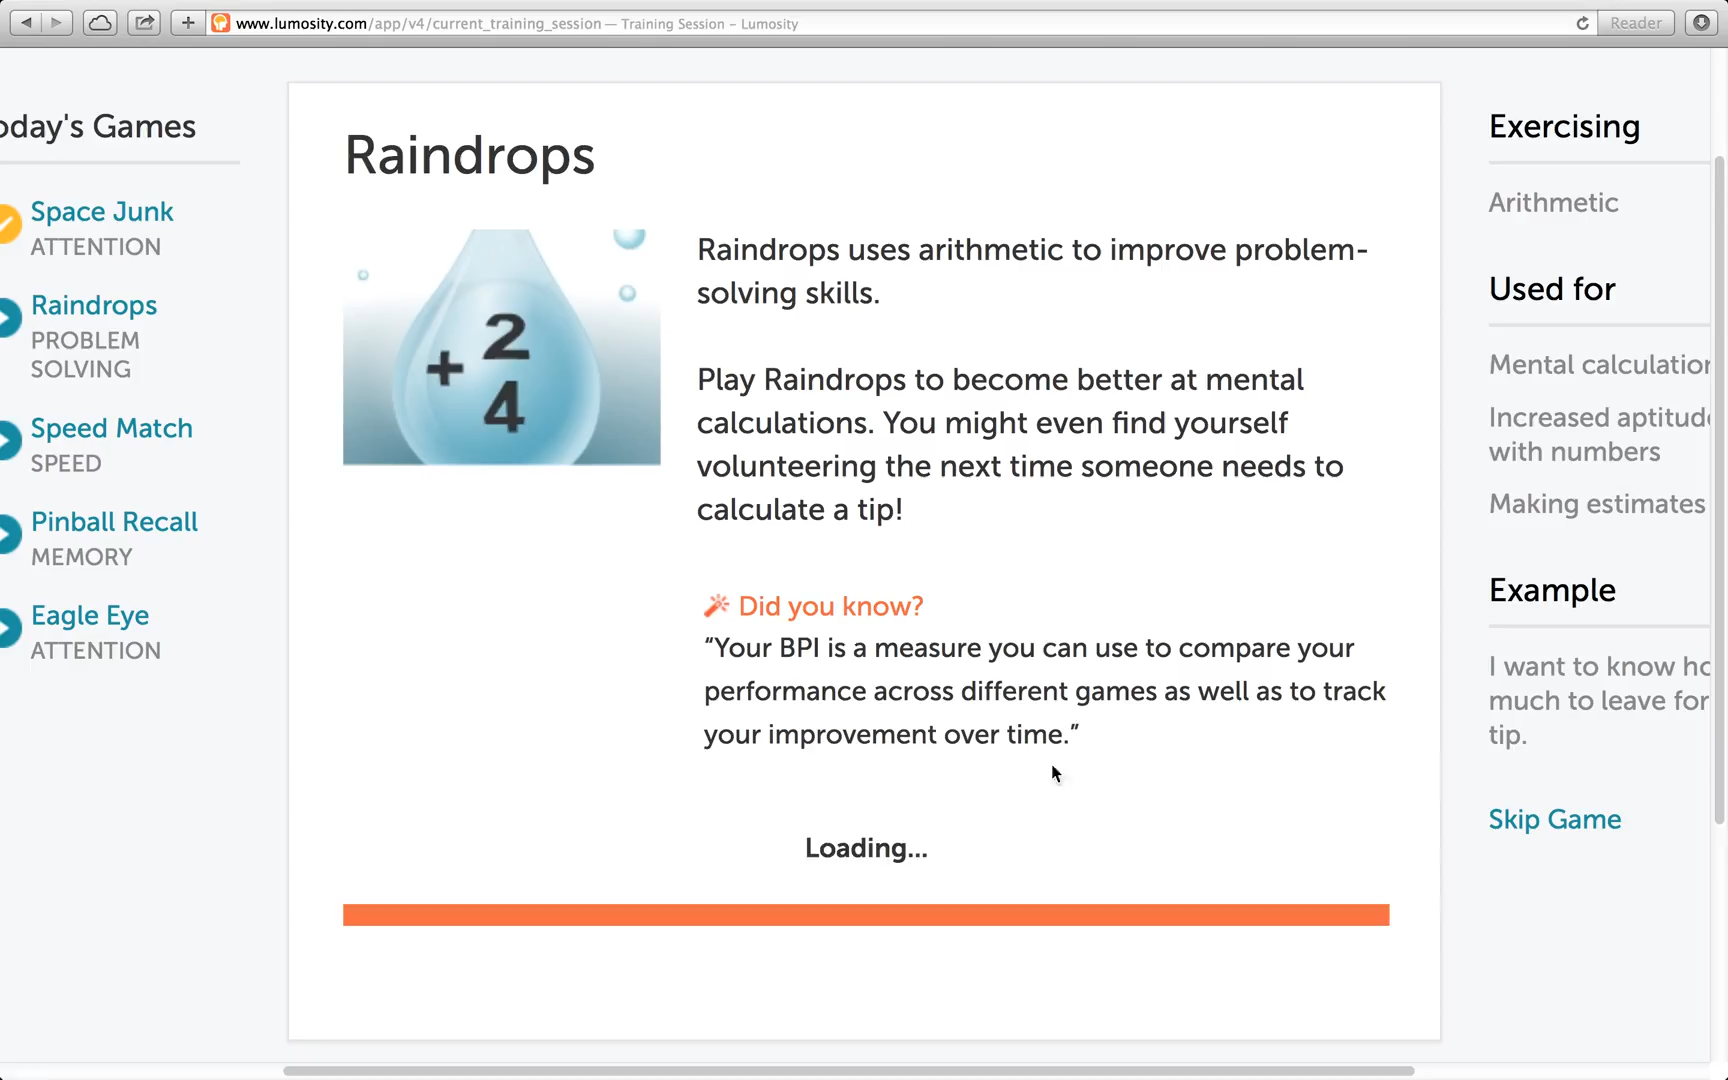 www.lumosity.com/app/v4/current_training_session — Training Session – Lumosity
Reader
oday's Games
Space Junk
ATTENTION
Raindrops
PROBLEM
SOLVING
Speed Match
SPEED
Pinball Recall
MEMORY
Eagle Eye
ATTENTION
Raindrops
2
+
4
Raindrops uses arithmetic to improve problem-
solving skills.
Play Raindrops to become better at mental
calculations. You might even find yourself
volunteering the next time someone needs to
calculate a tip!
Did you know?
“Your BPI is a measure you can use to compare your
performance across different games as well as to track
your improvement over time.”
Loading...
Exercising
Arithmetic
Used for
Mental calculation
Increased aptitude
with numbers
Making estimates
Example
I want to know ho
much to leave for
tip.
Skip Game